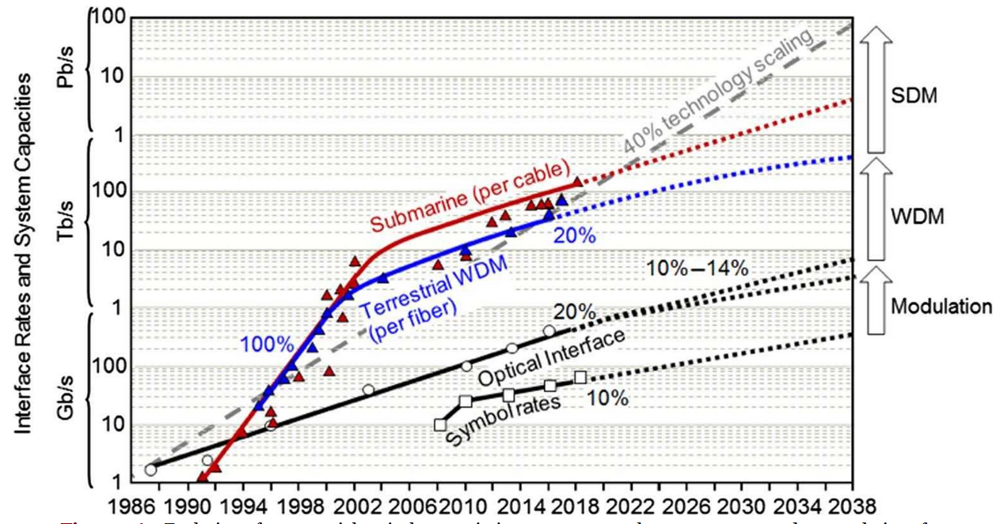 Interface Rates and System Capacities
Pb/s
Tb/s
Gb/s
100
10
1
100
10
1
100
10
1
40% technology scaling
Submarine (per cable)
20%
Terrestrial WDM
(per fiber)
100%
10%–14%
20%
Optical Interface
Symbol rates
10%
SDM
WDM
Modulation
1986 1990 1994 1998 2002 2006 2010 2014 2018 2022 2026 2030 2034 2038